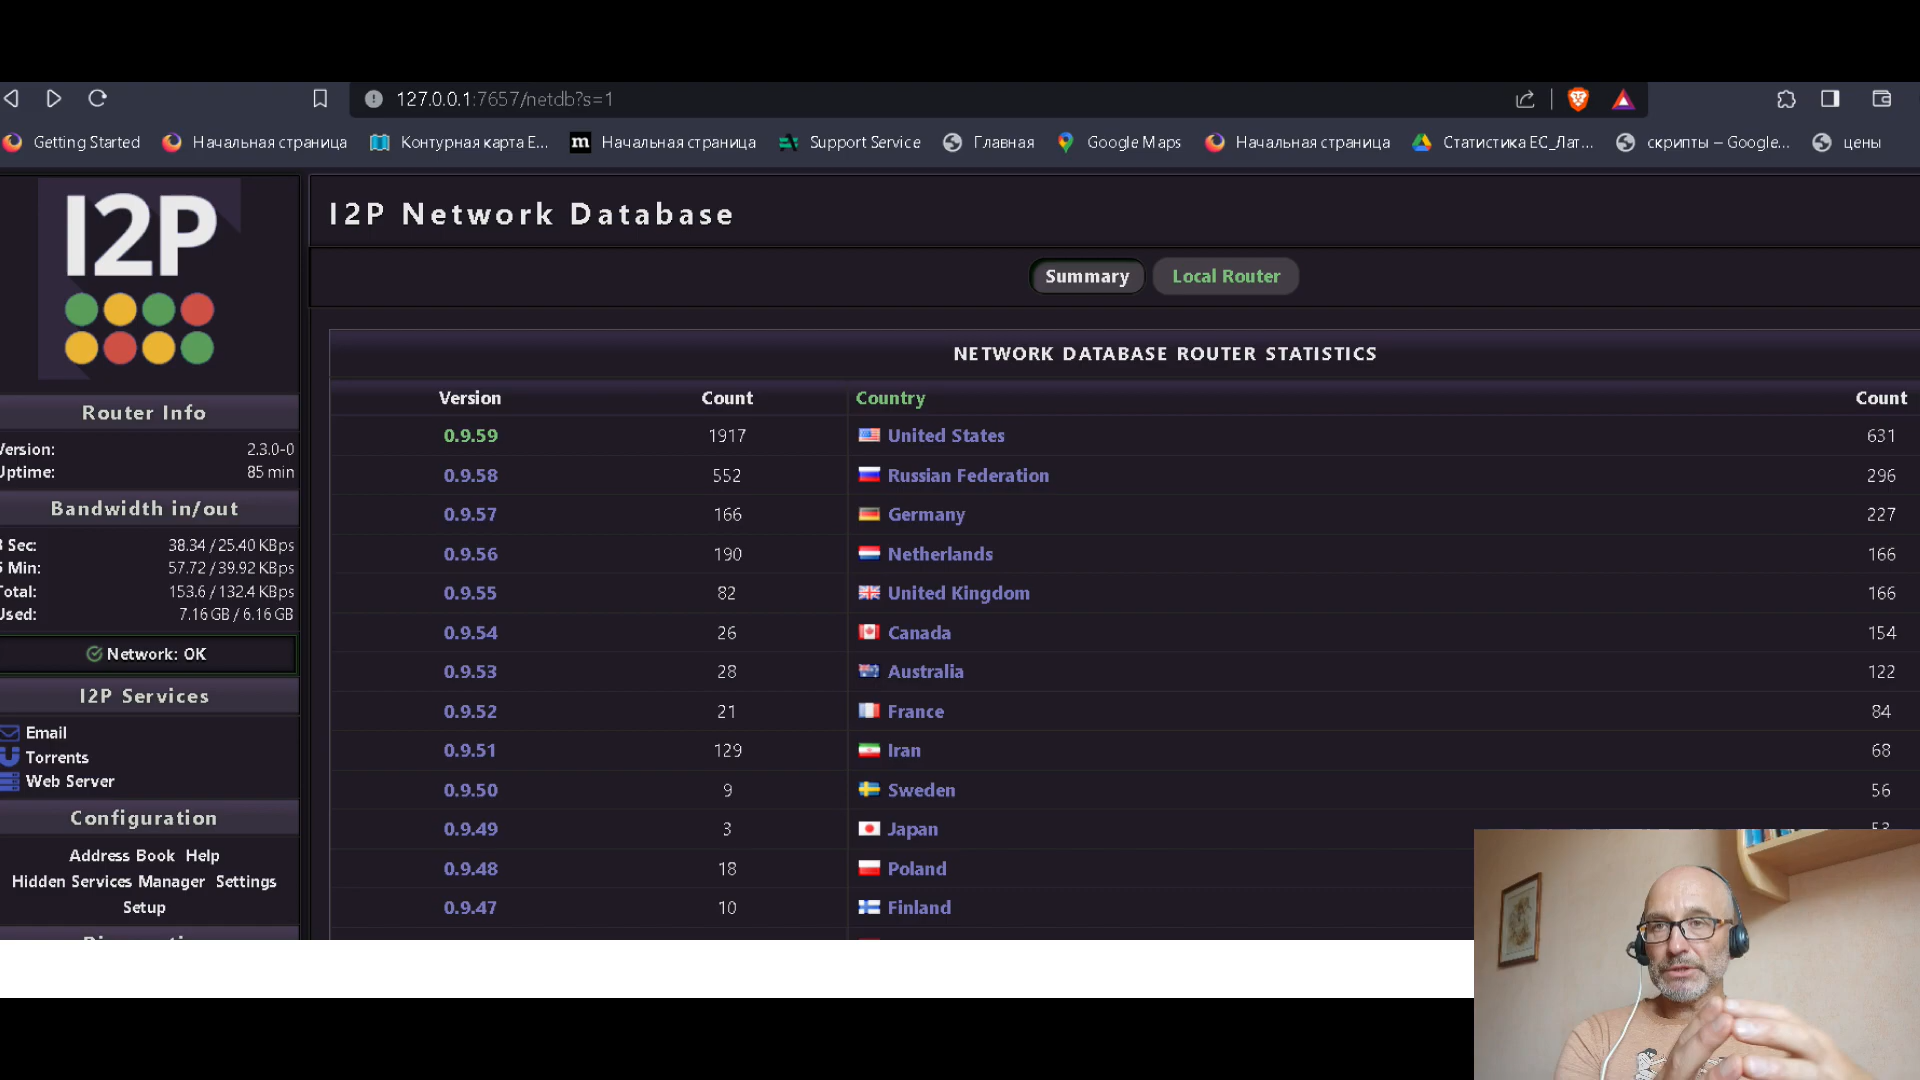 127.0.0.1:7657/netdb?s=1
Getting Started
Начальная страница
Контурная карта Е...
m
Начальная страница
Support Service
Главная
Google Maps
Начальная страница
Статистика ЕС_Лат...
скрипты – Google...
цены
I2P
Router Info
Version: 2.3.0-0
Uptime: 85 min
Bandwidth in/out
3 Sec: 38.34 / 25.40 KBps
5 Min: 57.72 / 39.92 KBps
Total: 153.6 / 132.4 KBps
Used: 7.16 GB / 6.16 GB
Network: OK
I2P Services
Email
Torrents
Web Server
Configuration
Address Book Help
Hidden Services Manager Settings
Setup
I2P Network Database
Summary Local Router
NETWORK DATABASE ROUTER STATISTICS
Version Count Country Count
0.9.59 1917 United States 631
0.9.58 552 Russian Federation 296
0.9.57 166 Germany 227
0.9.56 190 Netherlands 166
0.9.55 82 United Kingdom 166
0.9.54 26 Canada 154
0.9.53 28 Australia 122
0.9.52 21 France 84
0.9.51 129 Iran 68
0.9.50 9 Sweden 56
0.9.49 3 Japan
0.9.48 18 Poland
0.9.47 10 Finland